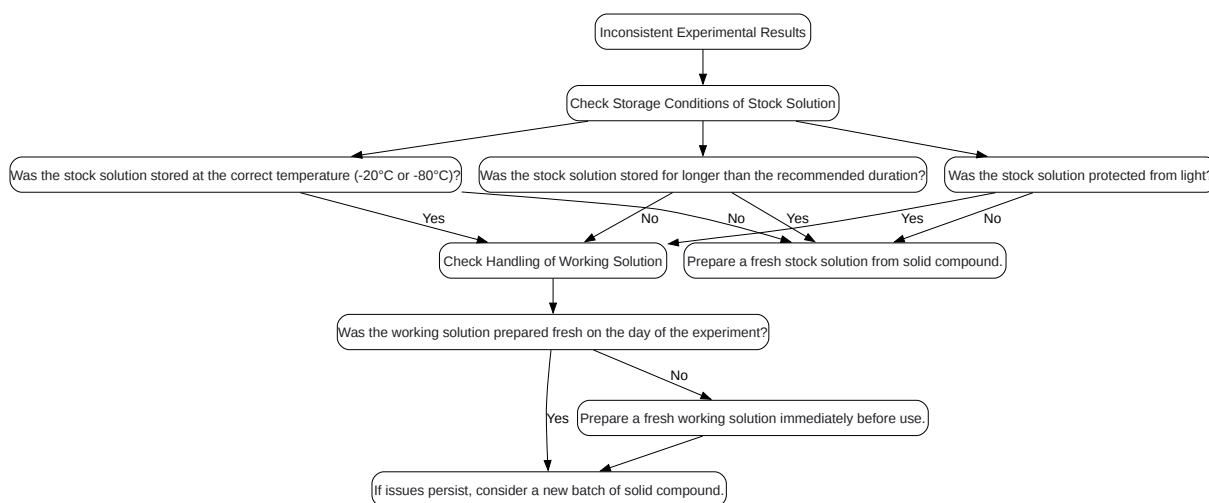 Inconsistent Experimental Results
Check Storage Conditions of Stock Solution
Was the stock solution stored at the correct temperature (-20°C or -80°C)?
Was the stock solution stored for longer than the recommended duration?
Was the stock solution protected from light?
Yes
No
No
Yes
Yes
No
Check Handling of Working Solution
Prepare a fresh stock solution from solid compound.
Was the working solution prepared fresh on the day of the experiment?
No
Yes
Prepare a fresh working solution immediately before use.
If issues persist, consider a new batch of solid compound.